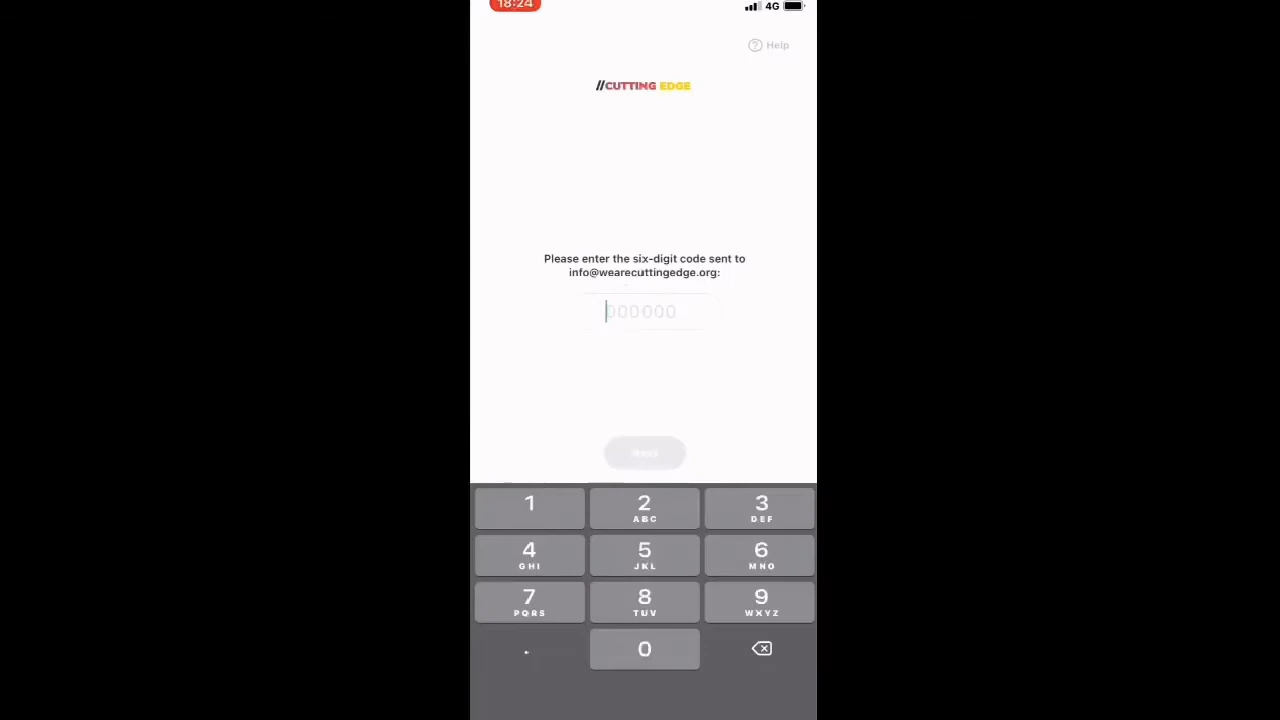 18:24
4G
Help
//CUTTING EDGE
Please enter the six-digit code sent to
info@wearecuttingedge.org:
000000
1
2
ABC
3
DEF
4
GHI
5
JKL
6
MNO
7
PQRS
8
TUV
9
WXYZ
.
0